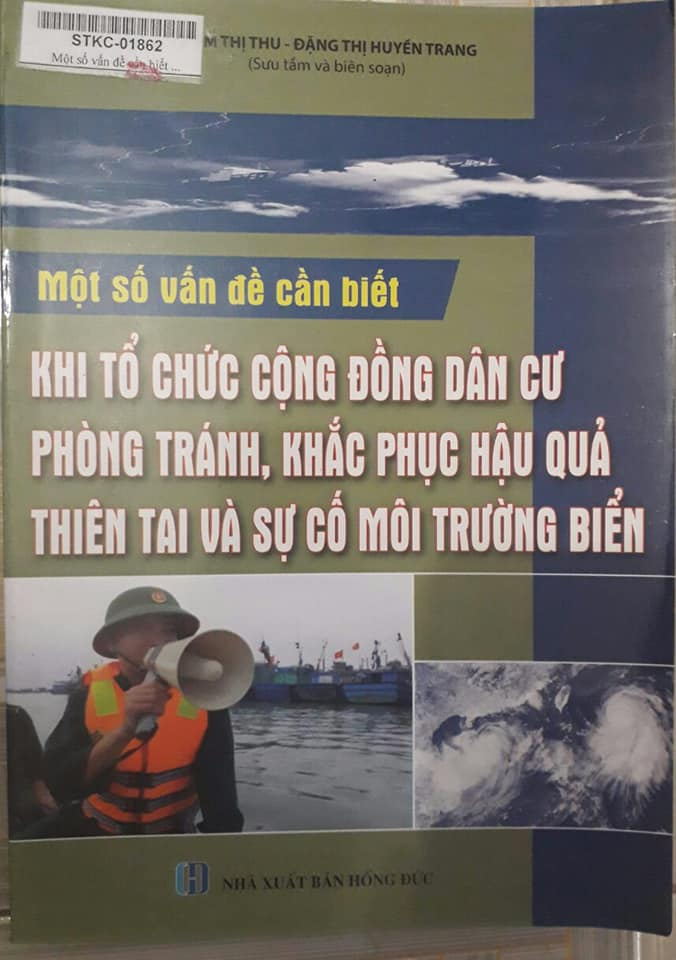 STKC-01862
Một số vấn đề cần biết ...
THỊ THU - ĐẶNG THỊ HUYỀN TRANG
(Sưu tầm và biên soạn)
Một số vấn đề cần biết
KHI TỔ CHỨC CỘNG ĐỒNG DÂN CƯ
PHÒNG TRÁNH, KHẮC PHỤC HẬU QUẢ
THIÊN TAI VÀ SỰ CỐ MÔI TRƯỜNG BIỂN
NHÀ XUẤT BẢN HỒNG ĐỨC